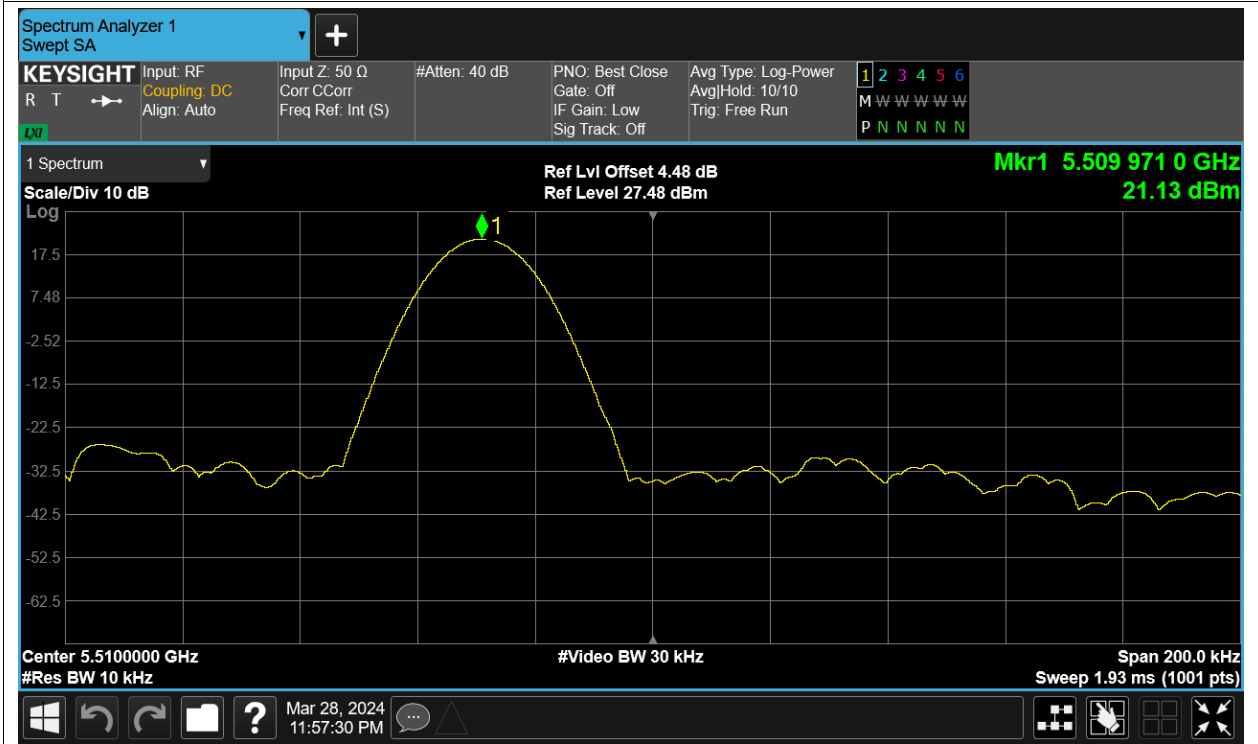 Spectrum Analyzer 1
Swept SA
KEYSIGHT
R T
LXI
Input: RF
Coupling: DC
Align: Auto
Input Z: 50 Ω
Corr CCorr
Freq Ref: Int (S)
#Atten: 40 dB
PNO: Best Close
Gate: Off
IF Gain: Low
Sig Track: Off
Avg Type: Log-Power
Avg|Hold: 10/10
Trig: Free Run
1 2 3 4 5 6
M W W W W W
P N N N N N
1 Spectrum
Scale/Div 10 dB
Log
Ref Lvl Offset 4.48 dB
Ref Level 27.48 dBm
Mkr1 5.509 971 0 GHz
21.13 dBm
1
17.5
7.48
-2.52
-12.5
-22.5
-32.5
-42.5
-52.5
-62.5
Center 5.5100000 GHz
#Res BW 10 kHz
#Video BW 30 kHz
Span 200.0 kHz
Sweep 1.93 ms (1001 pts)
?
Mar 28, 2024
11:57:30 PM